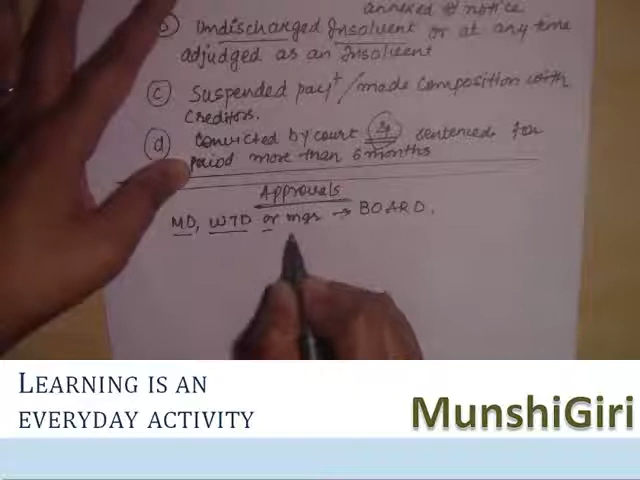 annexed to notice
b) Undischarged Insolvent or at any time
adjudged as an Insolvent
c) Suspended paymt/made composition with
Creditors.
d) Convicted by court & sentenced for
period more than 6 months
Approvals
MD, WTD or mgr → BOARD.
LEARNING IS AN
EVERYDAY ACTIVITY
MunshiGiri